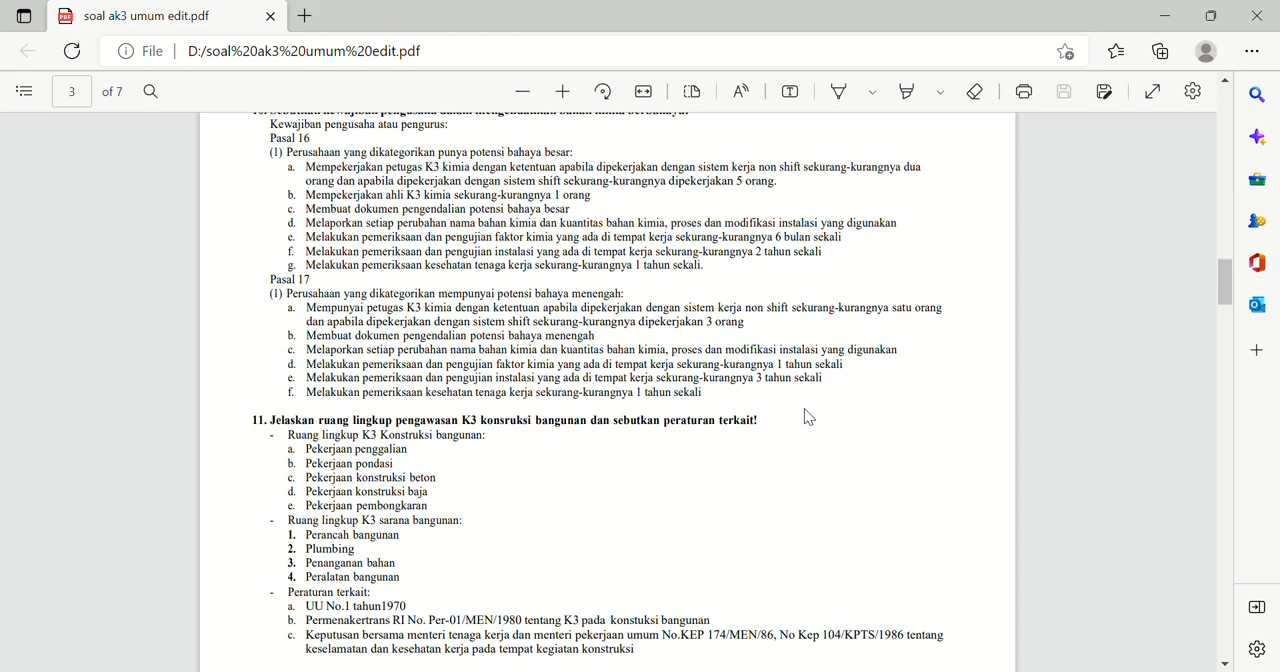 soal ak3 umum edit.pdf
File
D:/soal%20ak3%20umum%20edit.pdf
3 of 7
Kewajiban pengusaha atau pengurus:
Pasal 16
(1) Perusahaan yang dikategorikan punya potensi bahaya besar:
a. Mempekerjakan petugas K3 kimia dengan ketentuan apabila dipekerjakan dengan sistem kerja non shift sekurang-kurangnya dua
orang dan apabila dipekerjakan dengan sistem shift sekurang-kurangnya dipekerjakan 5 orang.
b. Mempekerjakan ahli K3 kimia sekurang-kurangnya 1 orang
c. Membuat dokumen pengendalian potensi bahaya besar
d. Melaporkan setiap perubahan nama bahan kimia dan kuantitas bahan kimia, proses dan modifikasi instalasi yang digunakan
e. Melakukan pemeriksaan dan pengujian faktor kimia yang ada di tempat kerja sekurang-kurangnya 6 bulan sekali
f. Melakukan pemeriksaan dan pengujian instalasi yang ada di tempat kerja sekurang-kurangnya 2 tahun sekali
g. Melakukan pemeriksaan kesehatan tenaga kerja sekurang-kurangnya 1 tahun sekali.
Pasal 17
(1) Perusahaan yang dikategorikan mempunyai potensi bahaya menengah:
a. Mempunyai petugas K3 kimia dengan ketentuan apabila dipekerjakan dengan sistem kerja non shift sekurang-kurangnya satu orang
dan apabila dipekerjakan dengan sistem shift sekurang-kurangnya dipekerjakan 3 orang
b. Membuat dokumen pengendalian potensi bahaya menengah
c. Melaporkan setiap perubahan nama bahan kimia dan kuantitas bahan kimia, proses dan modifikasi instalasi yang digunakan
d. Melakukan pemeriksaan dan pengujian faktor kimia yang ada di tempat kerja sekurang-kurangnya 1 tahun sekali
e. Melakukan pemeriksaan dan pengujian instalasi yang ada di tempat kerja sekurang-kurangnya 3 tahun sekali
f. Melakukan pemeriksaan kesehatan tenaga kerja sekurang-kurangnya 1 tahun sekali
11. Jelaskan ruang lingkup pengawasan K3 konsruksi bangunan dan sebutkan peraturan terkait!
- Ruang lingkup K3 Konstruksi bangunan:
a. Pekerjaan penggalian
b. Pekerjaan pondasi
c. Pekerjaan konstruksi beton
d. Pekerjaan konstruksi baja
e. Pekerjaan pembongkaran
- Ruang lingkup K3 sarana bangunan:
1. Perancah bangunan
2. Plumbing
3. Penanganan bahan
4. Peralatan bangunan
- Peraturan terkait:
a. UU No.1 tahun1970
b. Permenakertrans RI No. Per-01/MEN/1980 tentang K3 pada konstuksi bangunan
c. Keputusan bersama menteri tenaga kerja dan menteri pekerjaan umum No.KEP 174/MEN/86, No Kep 104/KPTS/1986 tentang
keselamatan dan kesehatan kerja pada tempat kegiatan konstruksi